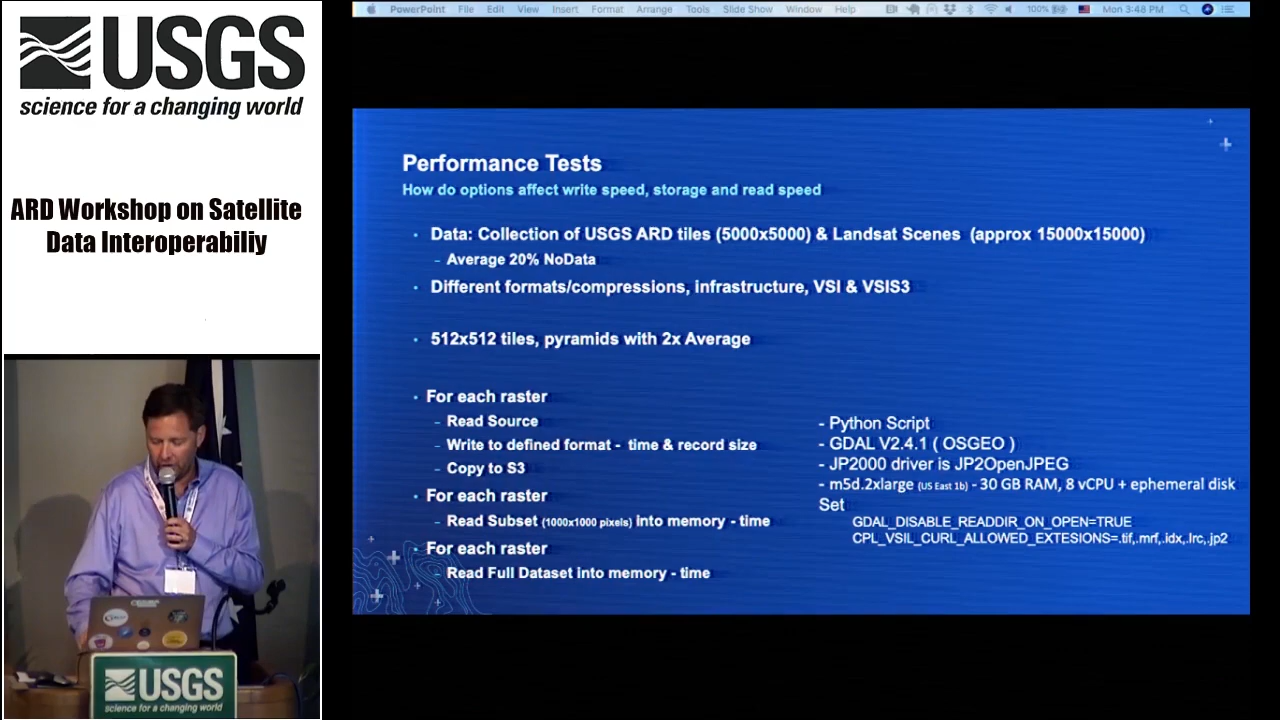 USGS
science for a changing world
ARD Workshop on Satellite
Data Interoperabiliy
PowerPoint File Edit View Insert Format Arrange Tools Slide Show Window Help 100% Mon 3:48 PM
Performance Tests
How do options affect write speed, storage and read speed
· Data: Collection of USGS ARD tiles (5000x5000) & Landsat Scenes (approx 15000x15000)
- Average 20% NoData
· Different formats/compressions, infrastructure, VSI & VSIS3
· 512x512 tiles, pyramids with 2x Average
· For each raster
- Read Source
- Write to defined format - time & record size
- Copy to S3
· For each raster
- Read Subset (1000x1000 pixels) into memory - time
· For each raster
- Read Full Dataset into memory - time
- Python Script
- GDAL V2.4.1 ( OSGEO )
- JP2000 driver is JP2OpenJPEG
- m5d.2xlarge (US East 1b) - 30 GB RAM, 8 vCPU + ephemeral disk
Set
GDAL_DISABLE_READDIR_ON_OPEN=TRUE
CPL_VSIL_CURL_ALLOWED_EXTESIONS=.tif,.mrf,.idx,.lrc,.jp2
USGS
science for a changing world